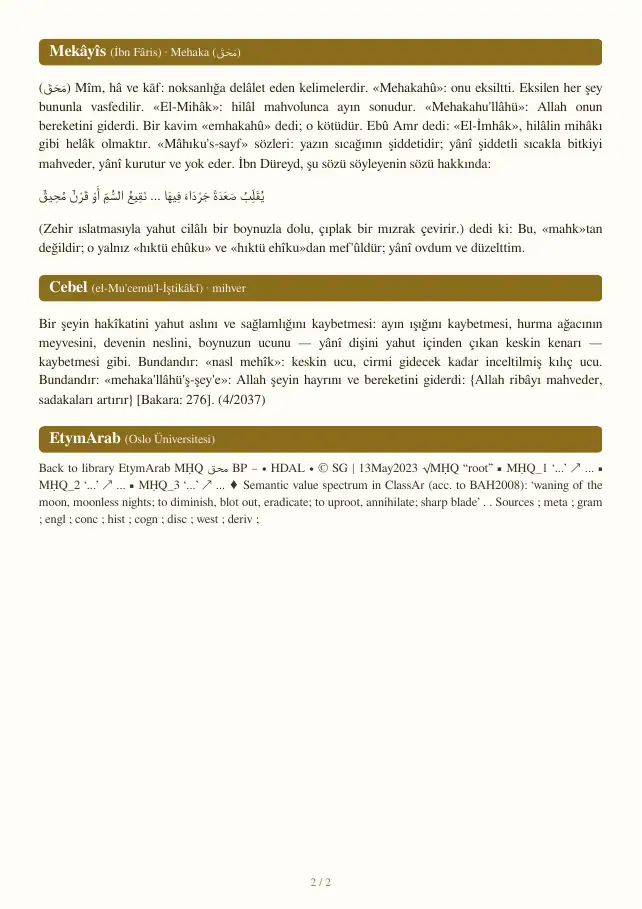 Mekâyîs (İbn Fâris) · Mehaka (مَحَقَ)
(مَحَقَ) Mîm, hâ ve kāf: noksanlığa delâlet eden kelimelerdir. «Mehakahû»: onu eksiltti. Eksilen her şey
bununla vasfedilir. «El-Mihâk»: hilâl mahvolunca ayın sonudur. «Mehakahu'llâhü»: Allah onun
bereketini giderdi. Bir kavim «emhakahû» dedi; o kötüdür. Ebû Amr dedi: «El-İmhâk», hilâlin mihâkı
gibi helâk olmaktır. «Mâhıku's-sayf» sözleri: yazın sıcağının şiddetidir; yânî şiddetli sıcakla bitkiyi
mahveder, yânî kurutur ve yok eder. İbn Düreyd, şu sözü söyleyenin sözü hakkında:
يُقَلِّبُ صَعْدَةً جَرْدَاءَ فِيهَا ... نَقِيعُ السُّمِّ أَوْ قَرْنٌ مُحِيقٌ
(Zehir ıslatmasıyla yahut cilâlı bir boynuzla dolu, çıplak bir mızrak çevirir.) dedi ki: Bu, «mahk»tan
değildir; o yalnız «hıktü ehûku» ve «hıktü ehîku»dan mef'ûldür; yânî ovdum ve düzelttim.
Cebel (el-Mu'cemü'l-İştikâkî) · mihver
Bir şeyin hakîkatini yahut aslını ve sağlamlığını kaybetmesi: ayın ışığını kaybetmesi, hurma ağacının
meyvesini, devenin neslini, boynuzun ucunu — yânî dişini yahut içinden çıkan keskin kenarı —
kaybetmesi gibi. Bundandır: «nasl mehîk»: keskin ucu, cirmi gidecek kadar inceltilmiş kılıç ucu.
Bundandır: «mehaka'llâhü'ş-şey'e»: Allah şeyin hayrını ve bereketini giderdi: {Allah ribâyı mahveder,
sadakaları artırır} [Bakara: 276]. (4/2037)
EtymArab (Oslo Üniversitesi)
Back to library EtymArab MḤQ محق BP – • HDAL • © SG | 13May2023 √MḤQ “root” ▪ MḤQ_1 ‘...’ ↗ ... ▪
MḤQ_2 ‘...’ ↗ ... ▪ MḤQ_3 ‘...’ ↗ ... ♦ Semantic value spectrum in ClassAr (acc. to BAH2008): ‘waning of the
moon, moonless nights; to diminish, blot out, eradicate; to uproot, annihilate; sharp blade’ . . Sources ; meta ; gram
; engl ; conc ; hist ; cogn ; disc ; west ; deriv ;
2 / 2